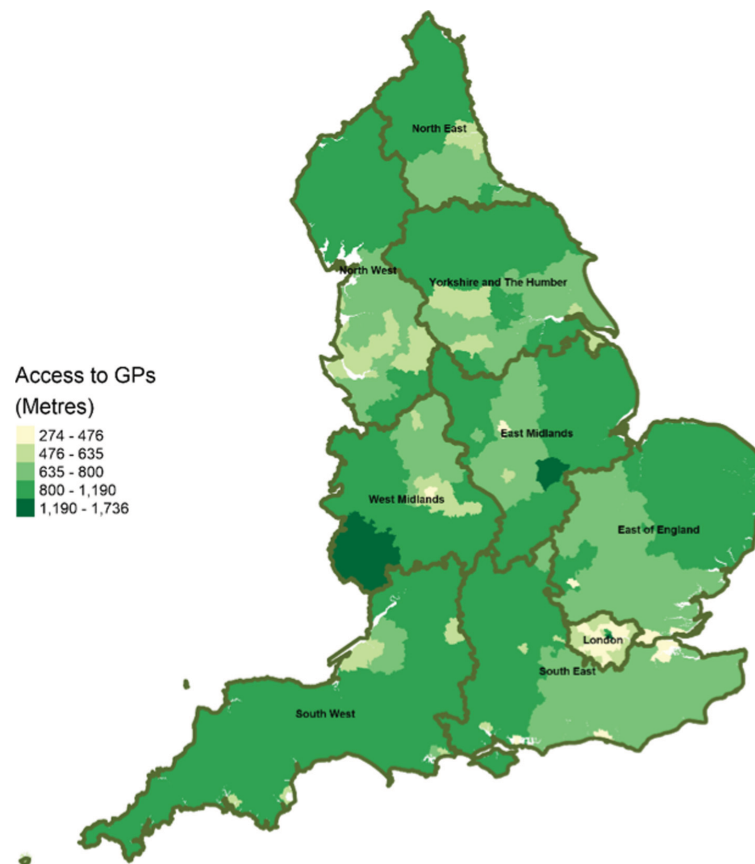 North East
North West
Yorkshire and The Humber
Access to GPs
(Metres)
274 - 476
476 - 635
635 - 800
800 - 1,190
1,190 - 1,736
East Midlands
West Midlands
East of England
London
South East
South West